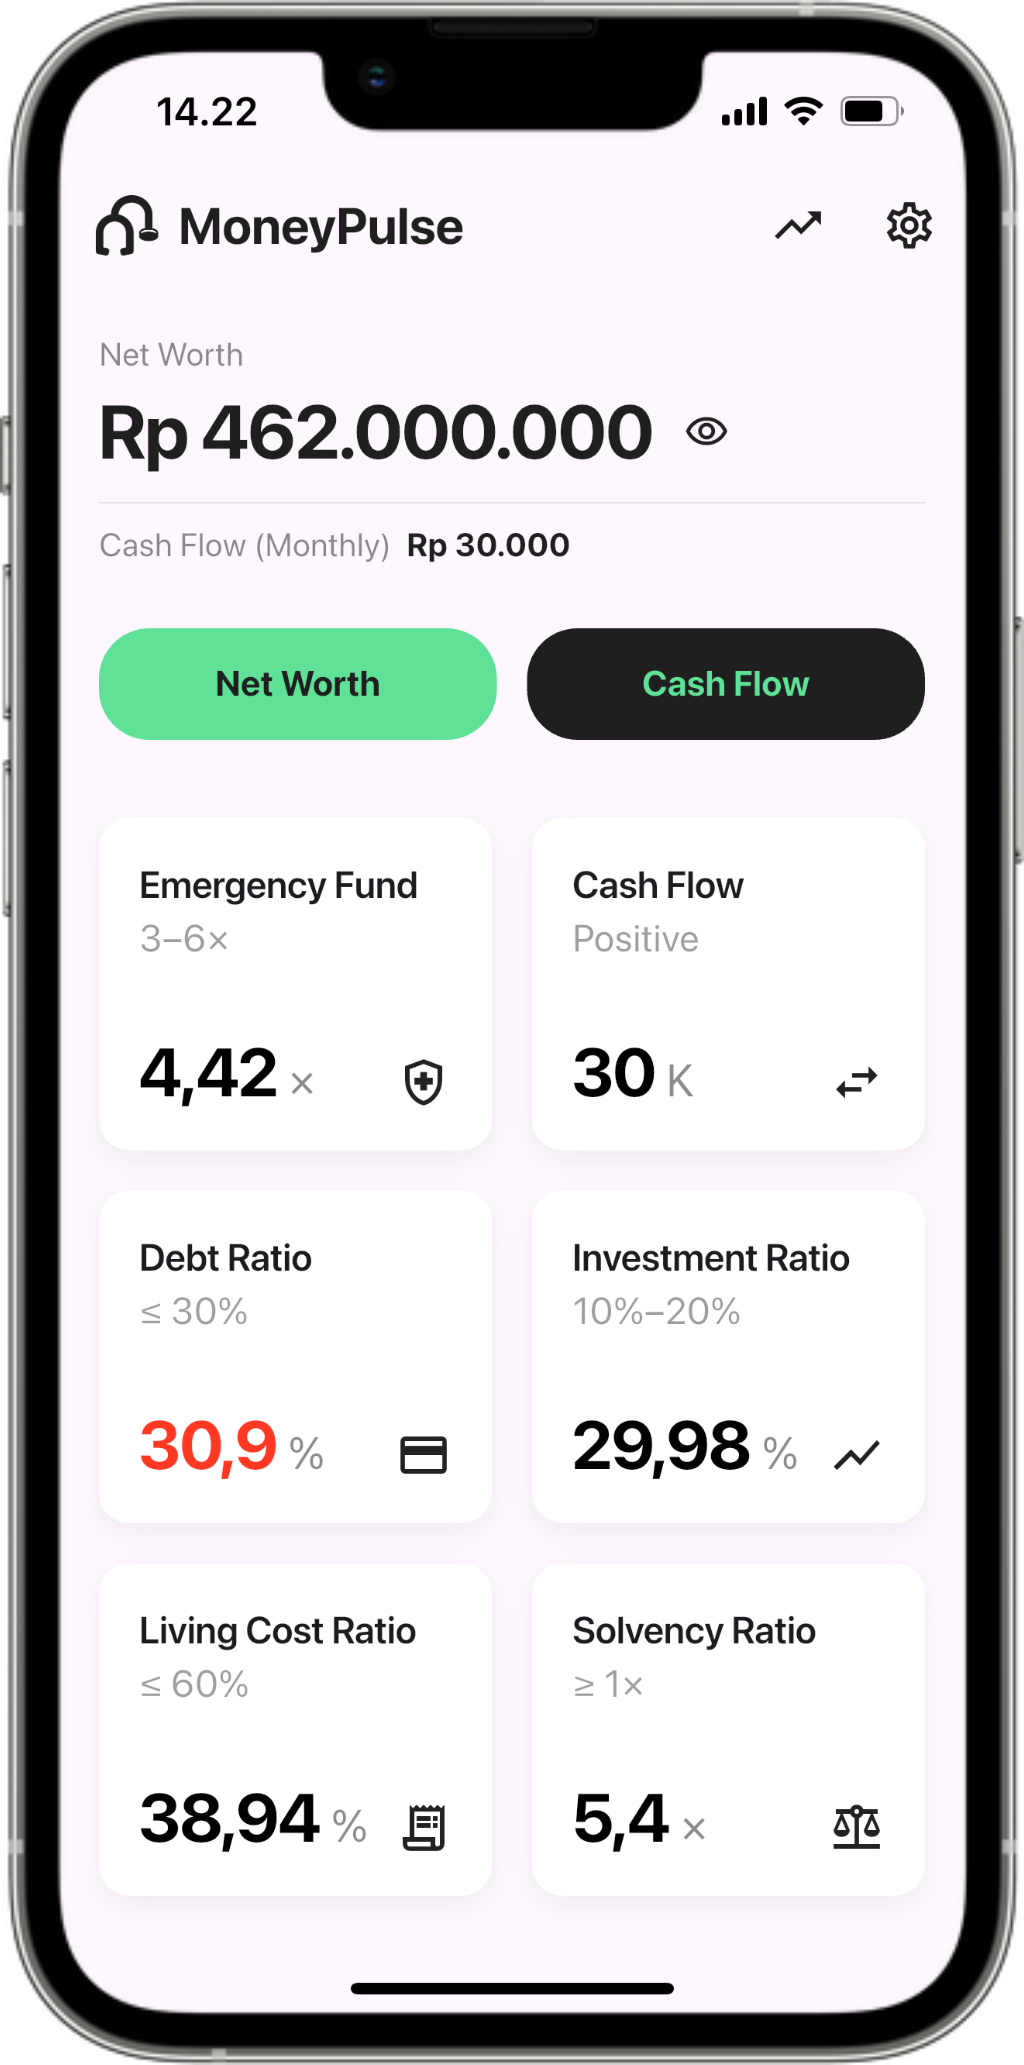 14.22
MoneyPulse
Net Worth
Rp 462.000.000
Cash Flow (Monthly) Rp 30.000
Net Worth
Cash Flow
Emergency Fund
3–6×
4,42 ×
Cash Flow
Positive
30 K
Debt Ratio
≤ 30%
30,9 %
Investment Ratio
10%–20%
29,98 %
Living Cost Ratio
≤ 60%
38,94 %
Solvency Ratio
≥ 1×
5,4 ×